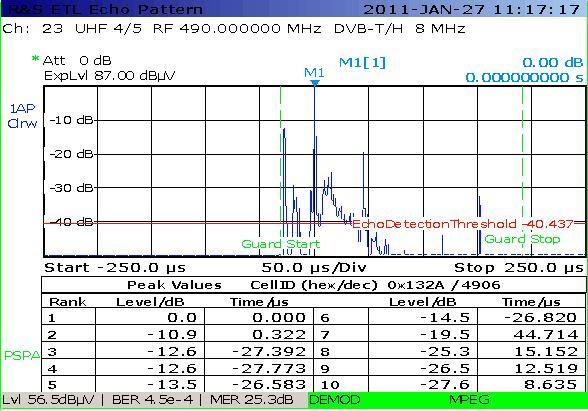 R&S ETL Echo Pattern 2011-JAN-27 11:17:17
Ch: 23 UHF 4/5 RF 490.000000 MHz DVB-T/H 8 MHz
* Att 0 dB M1[1] 0.00 dB
ExpLvl 87.00 dBµV 0.000000000 s
M1
1AP
Clrw
-10 dB
-20 dB
-30 dB
-40 dB
EchoDetectionThreshold -40.437
Guard Start Guard Stop
Start -250.0 µs 50.0 µs/Div Stop 250.0 µs
Peak Values CellID (hex/dec) 0x132A /4906
Rank Level/dB Time/µs Level/dB Time/µs
1 0.0 0.000 6 -14.5 -26.820
2 -10.9 0.322 7 -19.5 44.714
3 -12.6 -27.392 8 -25.3 15.152
PSPA
4 -12.6 -27.773 9 -26.5 12.519
5 -13.5 -26.583 10 -27.6 8.635
Lvl 56.5dBµV | BER 4.5e-4 | MER 25.3dB DEMOD MPEG